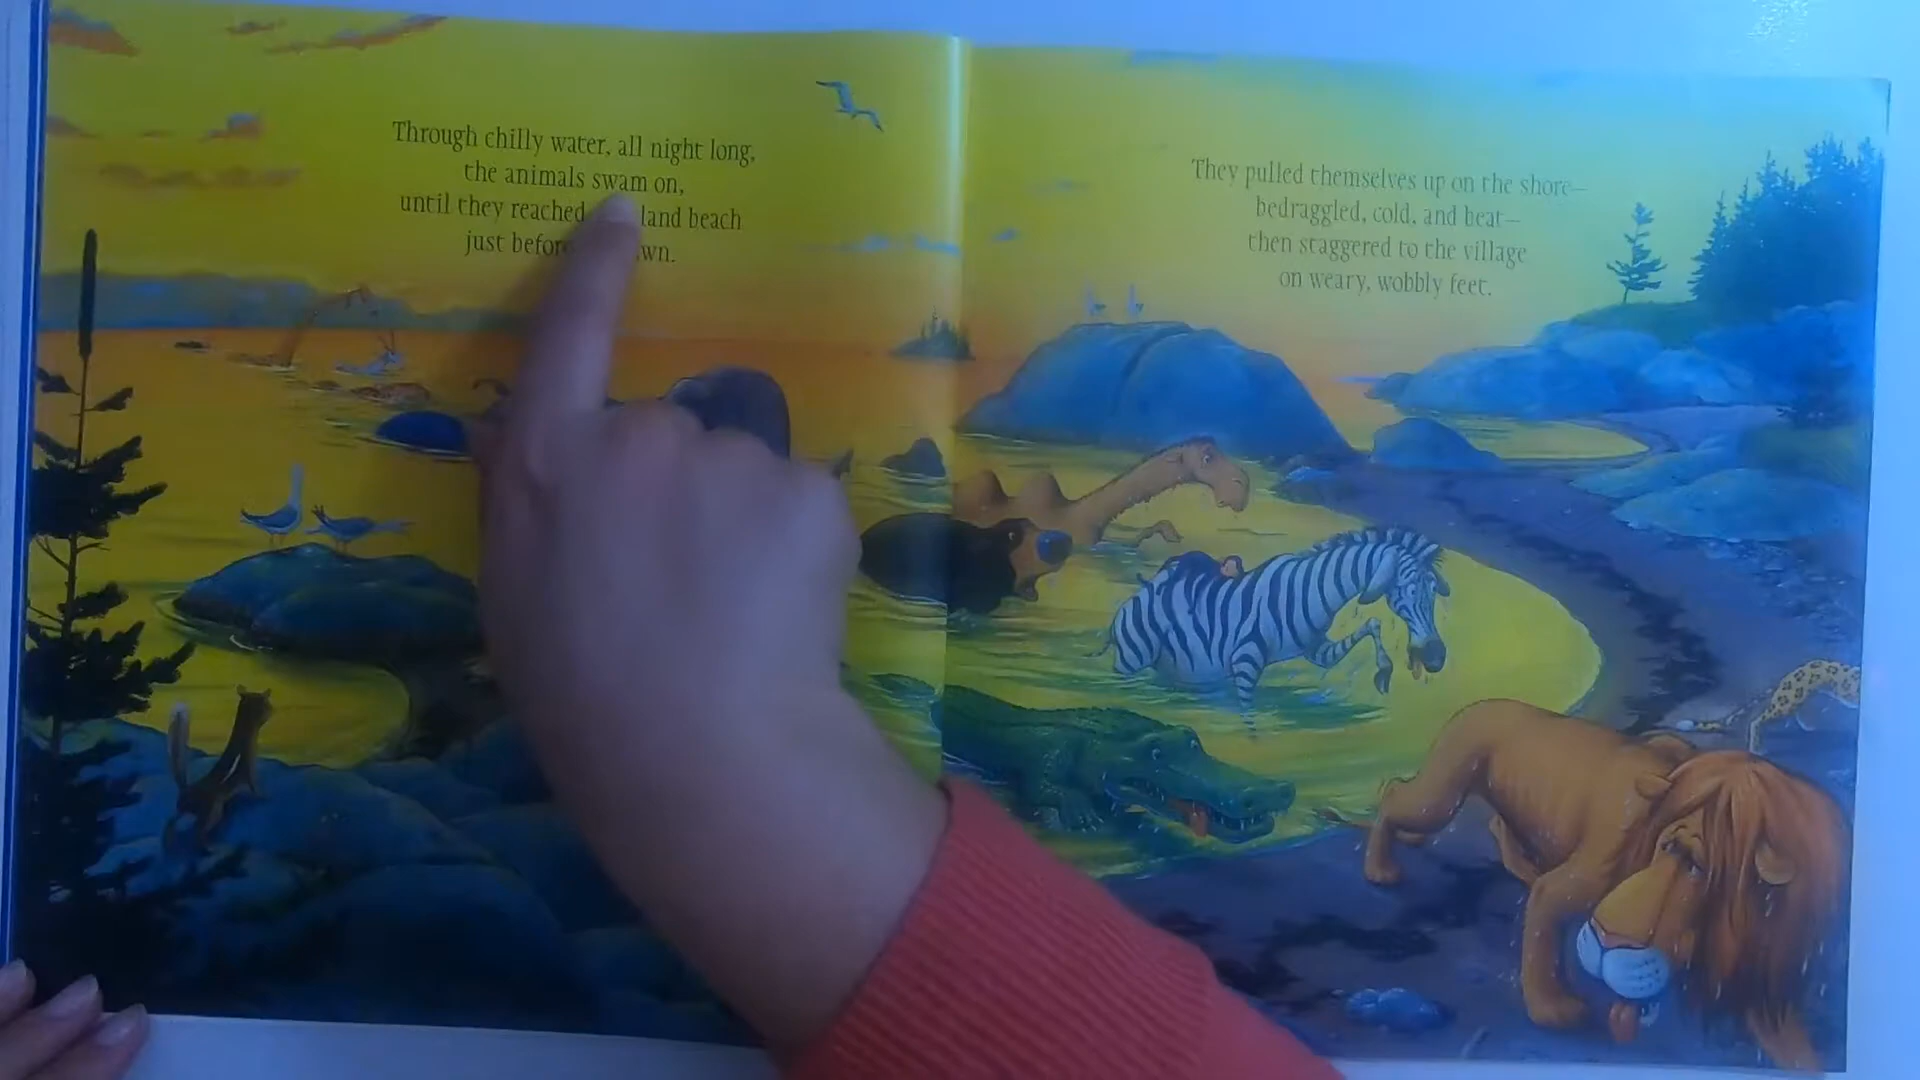 Through chilly water, all night long,
the animals swam on,
until they reached land beach
just before
They pulled themselves up on the shore—
bedraggled, cold, and beat—
then staggered to the village
on weary, wobbly feet.